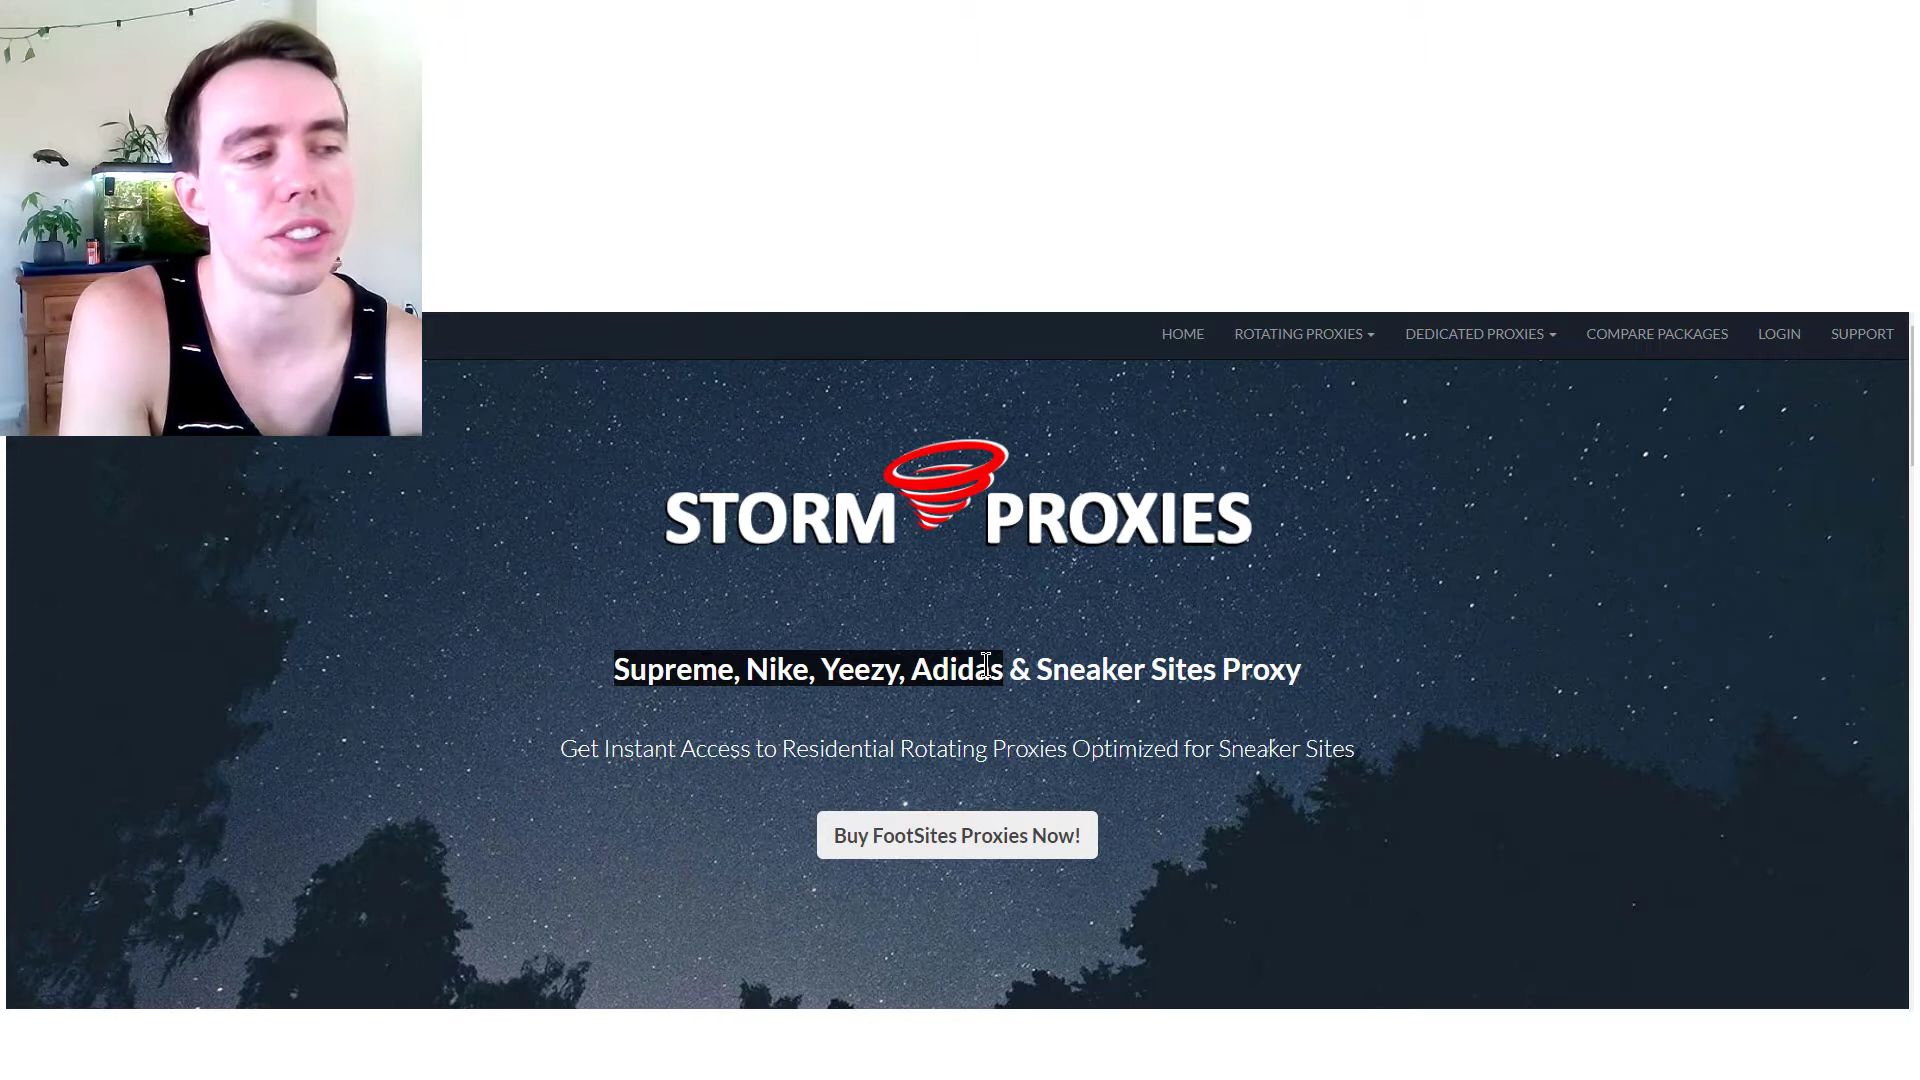 HOME ROTATING PROXIES DEDICATED PROXIES COMPARE PACKAGES LOGIN SUPPORT
STORM PROXIES
Supreme, Nike, Yeezy, Adidas & Sneaker Sites Proxy
Get Instant Access to Residential Rotating Proxies Optimized for Sneaker Sites
Buy FootSites Proxies Now!